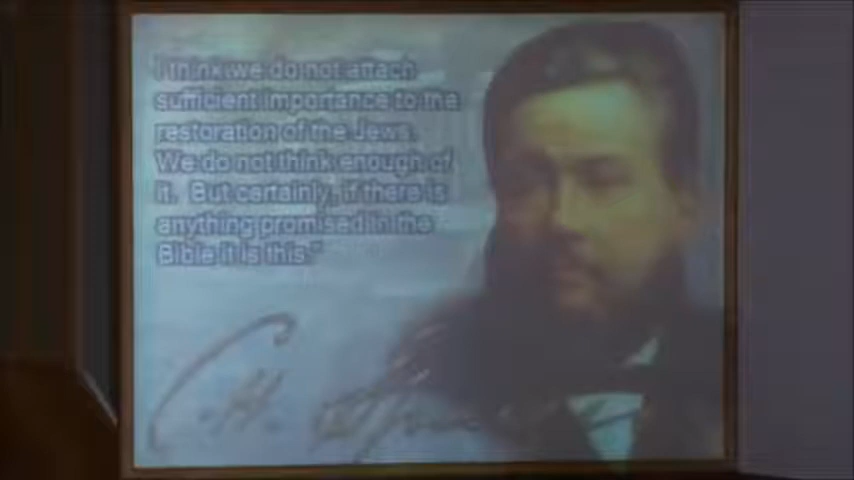 I think we do not attach
sufficient importance to the
restoration of the Jews.
We do not think enough of
it. But certainly, if there is
anything promised in the
Bible it is this."
C. H. Spurgeon